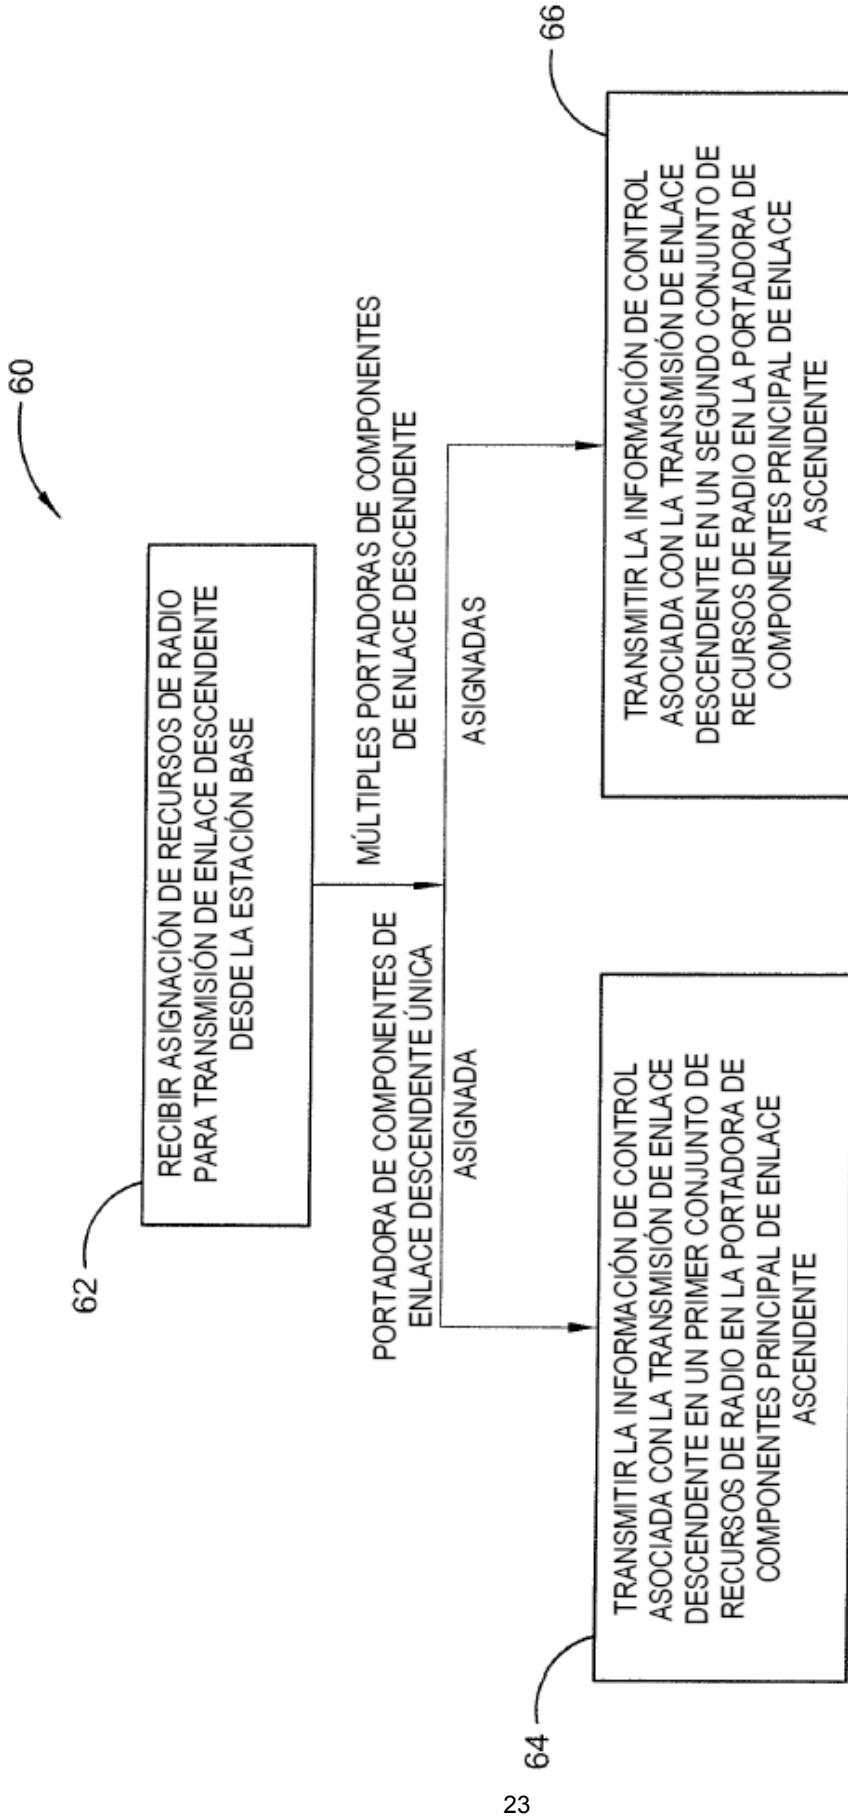 60
62
RECIBIR ASIGNACIÓN DE RECURSOS DE RADIO
PARA TRANSMISIÓN DE ENLACE DESCENDENTE
DESDE LA ESTACIÓN BASE
PORTADORA DE COMPONENTES DE
ENLACE DESCENDENTE ÚNICA
ASIGNADA
MÚLTIPLES PORTADORAS DE COMPONENTES
DE ENLACE DESCENDENTE
ASIGNADAS
64
TRANSMITIR LA INFORMACIÓN DE CONTROL
ASOCIADA CON LA TRANSMISIÓN DE ENLACE
DESCENDENTE EN UN PRIMER CONJUNTO DE
RECURSOS DE RADIO EN LA PORTADORA DE
COMPONENTES PRINCIPAL DE ENLACE
ASCENDENTE
66
TRANSMITIR LA INFORMACIÓN DE CONTROL
ASOCIADA CON LA TRANSMISIÓN DE ENLACE
DESCENDENTE EN UN SEGUNDO CONJUNTO DE
RECURSOS DE RADIO EN LA PORTADORA DE
COMPONENTES PRINCIPAL DE ENLACE
ASCENDENTE
23